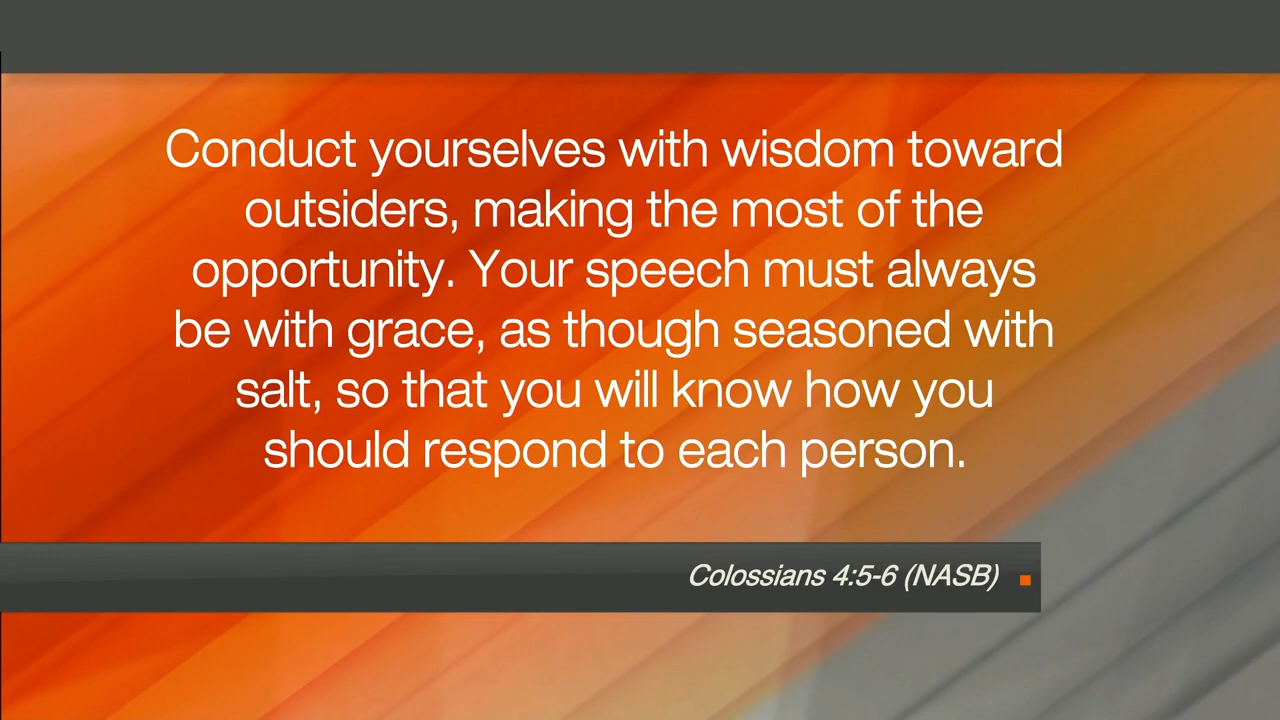 Conduct yourselves with wisdom toward
outsiders, making the most of the
opportunity. Your speech must always
be with grace, as though seasoned with
salt, so that you will know how you
should respond to each person.
Colossians 4:5-6 (NASB)